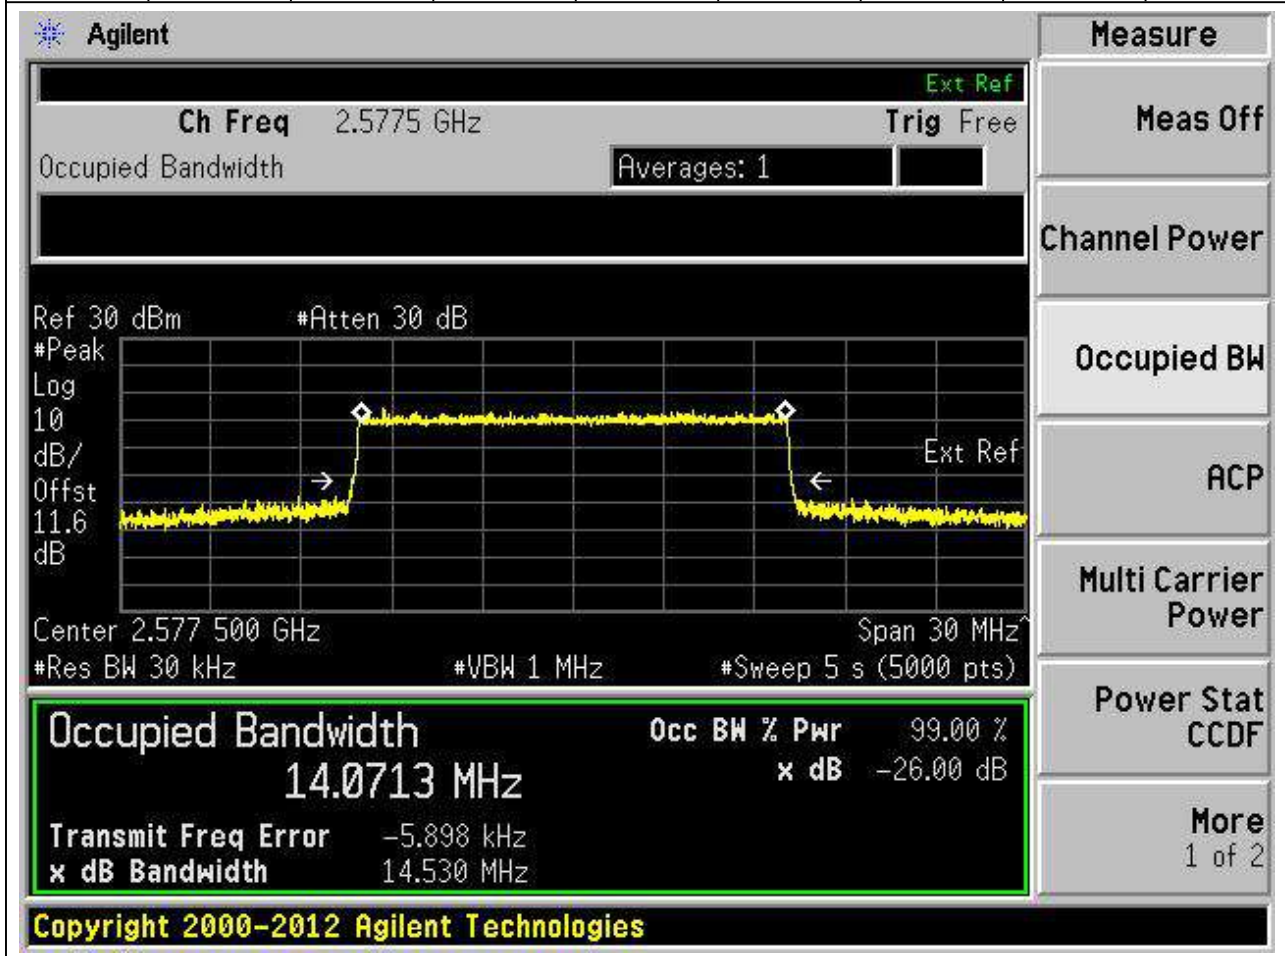 Agilent
Measure
Ext Ref
Ch Freq 2.5775 GHz Trig Free
Meas Off
Occupied Bandwidth Averages: 1
Channel Power
Ref 30 dBm #Atten 30 dB
#Peak
Log
10
dB/
Offst
11.6
dB
Ext Ref
Occupied BW
ACP
Center 2.577 500 GHz Span 30 MHz^
#Res BW 30 kHz #VBW 1 MHz #Sweep 5 s (5000 pts)
Multi Carrier
Power
Occupied Bandwidth
14.0713 MHz
Occ BW % Pwr 99.00 %
x dB -26.00 dB
Transmit Freq Error -5.898 kHz
x dB Bandwidth 14.530 MHz
Power Stat
CCDF
More
1 of 2
Copyright 2000-2012 Agilent Technologies